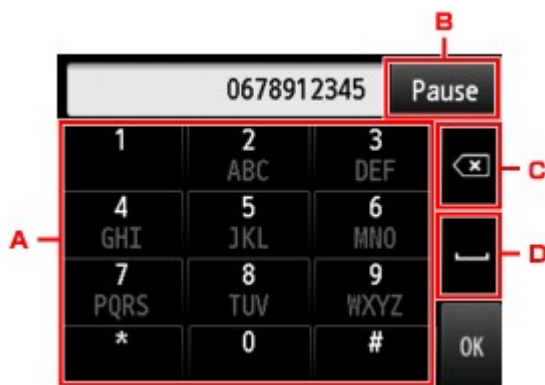 B
0678912345 Pause
1 2 3
ABC DEF
C
4 5 6
A GHI JKL MNO
D
7 8 9
PQRS TUV WXYZ
* 0 # OK